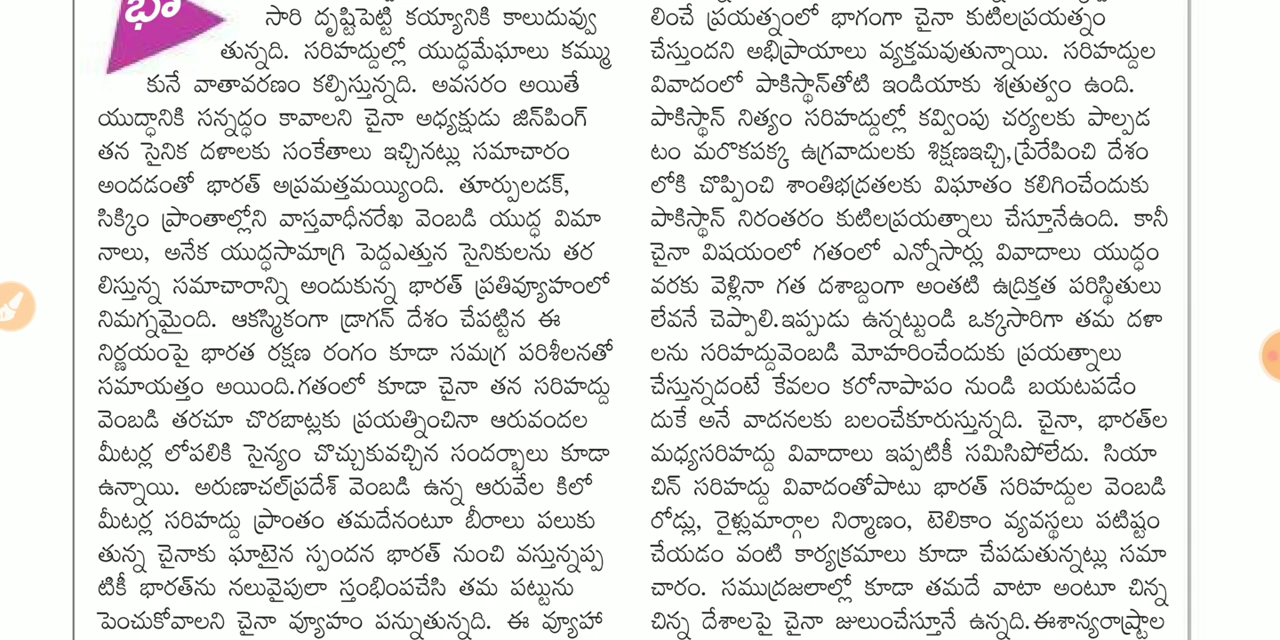 భా
సారి దృష్టిపెట్టి కయ్యానికి కాలుదువ్వు
తున్నది. సరిహద్దుల్లో యుద్ధమేఘాలు కమ్ము
కునే వాతావరణం కల్పిస్తున్నది. అవసరం అయితే
యుద్ధానికి సన్నద్ధం కావాలని చైనా అధ్యక్షుడు జిన్‌పింగ్
తన సైనిక దళాలకు సంకేతాలు ఇచ్చినట్లు సమాచారం
అందడంతో భారత్ అప్రమత్తమయ్యింది. తూర్పులడక్,
సిక్కిం ప్రాంతాల్లోని వాస్తవాధీనరేఖ వెంబడి యుద్ధ విమా
నాలు, అనేక యుద్ధసామాగ్రి పెద్దఎత్తున సైనికులను తర
లిస్తున్న సమాచారాన్ని అందుకున్న భారత్ ప్రతివ్యూహంలో
నిమగ్నమైంది. ఆకస్మికంగా డ్రాగన్ దేశం చేపట్టిన ఈ
నిర్ణయంపై భారత రక్షణ రంగం కూడా సమగ్ర పరిశీలనతో
సమాయత్తం అయింది.గతంలో కూడా చైనా తన సరిహద్దు
వెంబడి తరచూ చొరబాట్లకు ప్రయత్నించినా ఆరువందల
మీటర్ల లోపలికి సైన్యం చొచ్చుకువచ్చిన సందర్భాలు కూడా
ఉన్నాయి. అరుణాచల్‌ప్రదేశ్ వెంబడి ఉన్న ఆరువేల కిలో
మీటర్ల సరిహద్దు ప్రాంతం తమదేనంటూ బీరాలు పలుకు
తున్న చైనాకు ఘాటైన స్పందన భారత్ నుంచి వస్తున్నప్ప
టికీ భారత్‌ను నలువైపులా స్తంభింపచేసి తమ పట్టును
పెంచుకోవాలని చైనా వ్యూహం పన్నుతున్నది. ఈ వ్యూహా
లించే ప్రయత్నంలో భాగంగా చైనా కుటిలప్రయత్నం
చేస్తుందని అభిప్రాయాలు వ్యక్తమవుతున్నాయి. సరిహద్దుల
వివాదంలో పాకిస్థాన్‌తోటి ఇండియాకు శత్రుత్వం ఉంది.
పాకిస్థాన్ నిత్యం సరిహద్దుల్లో కవ్వింపు చర్యలకు పాల్పడ
టం మరొకపక్క ఉగ్రవాదులకు శిక్షణఇచ్చి,ప్రేరేపించి దేశం
లోకి చొప్పించి శాంతిభద్రతలకు విఘాతం కలిగించేందుకు
పాకిస్థాన్ నిరంతరం కుటిలప్రయత్నాలు చేస్తూనేఉంది. కానీ
చైనా విషయంలో గతంలో ఎన్నోసార్లు వివాదాలు యుద్ధం
వరకు వెళ్లినా గత దశాబ్దంగా అంతటి ఉద్రిక్తత పరిస్థితులు
లేవనే చెప్పాలి.ఇప్పుడు ఉన్నట్టుండి ఒక్కసారిగా తమ దళా
లను సరిహద్దువెంబడి మోహరించేందుకు ప్రయత్నాలు
చేస్తున్నదంటే కేవలం కరోనాపాపం నుండి బయటపడేం
దుకే అనే వాదనలకు బలంచేకూరుస్తున్నది. చైనా, భారత్‌ల
మధ్యసరిహద్దు వివాదాలు ఇప్పటికీ సమిసిపోలేదు. సియా
చిన్ సరిహద్దు వివాదంతోపాటు భారత్ సరిహద్దుల వెంబడి
రోడ్లు, రైళ్లుమార్గాల నిర్మాణం, టెలికాం వ్యవస్థలు పటిష్టం
చేయడం వంటి కార్యక్రమాలు కూడా చేపడుతున్నట్లు సమా
చారం. సముద్రజలాల్లో కూడా తమదే వాటా అంటూ చిన్న
చిన్న దేశాలపై చైనా జులుంచేస్తూనే ఉన్నది.ఈశాన్యరాష్ట్రాల